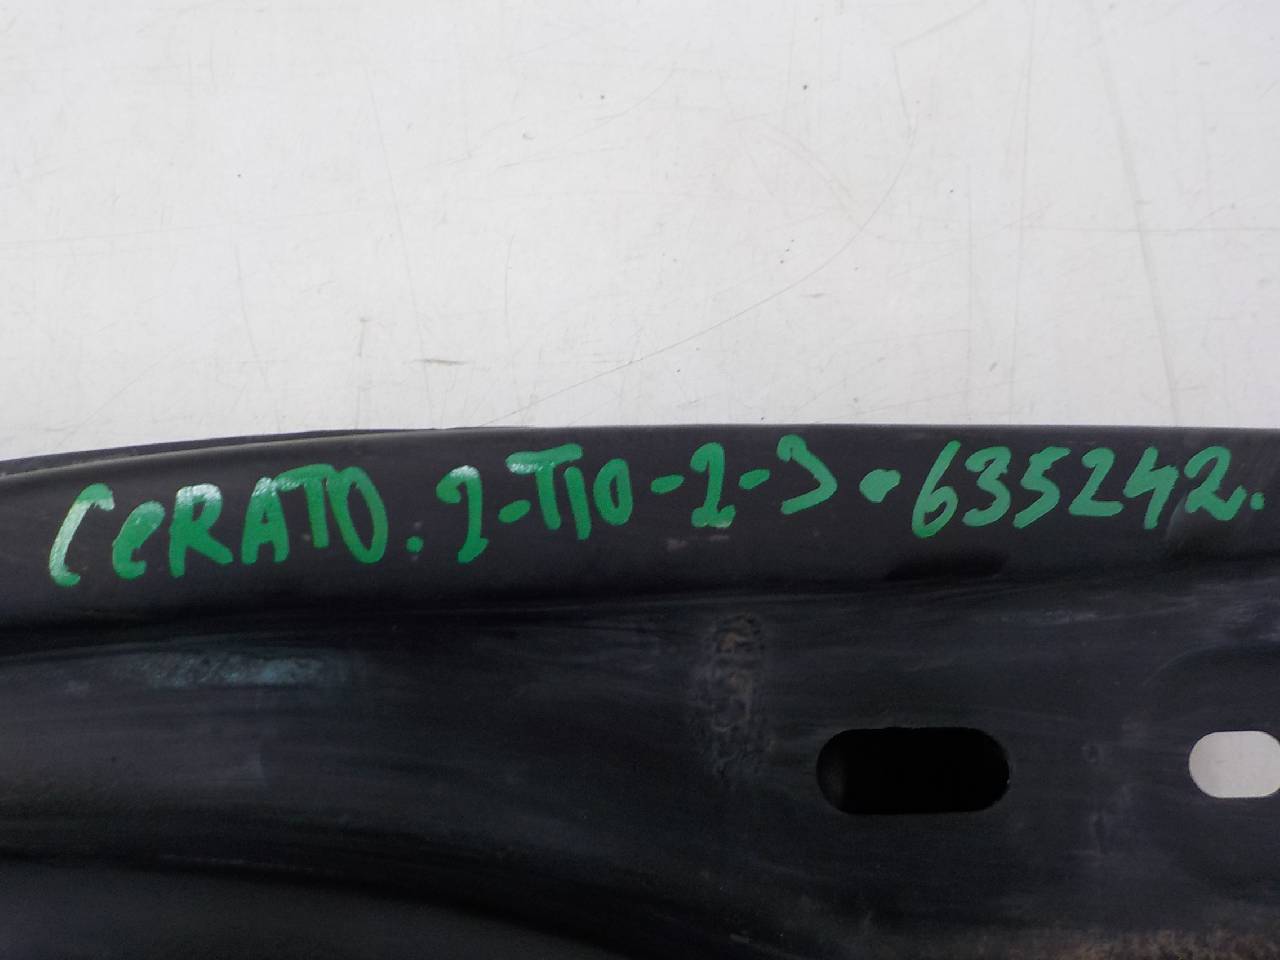 CERATO. 2-T10-2-3 • 635242.